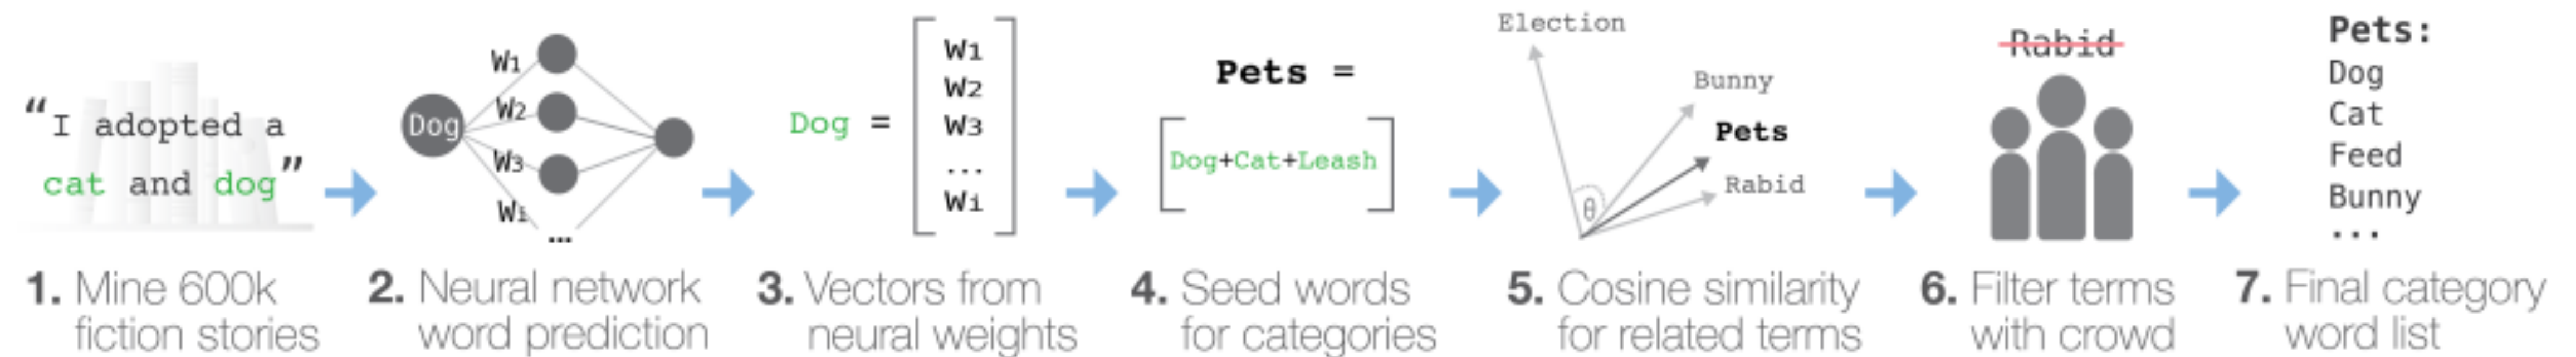 “I adopted a
cat and dog”
1. Mine 600k
fiction stories
Dog
W1
W2
W3
Wi
...
2. Neural network
word prediction
Dog =
W1
W2
W3
...
Wi
3. Vectors from
neural weights
Pets =
Dog+Cat+Leash
4. Seed words
for categories
Election
Bunny
Pets
Rabid
θ
5. Cosine similarity
for related terms
Rabid
6. Filter terms
with crowd
Pets:
Dog
Cat
Feed
Bunny
...
7. Final category
word list